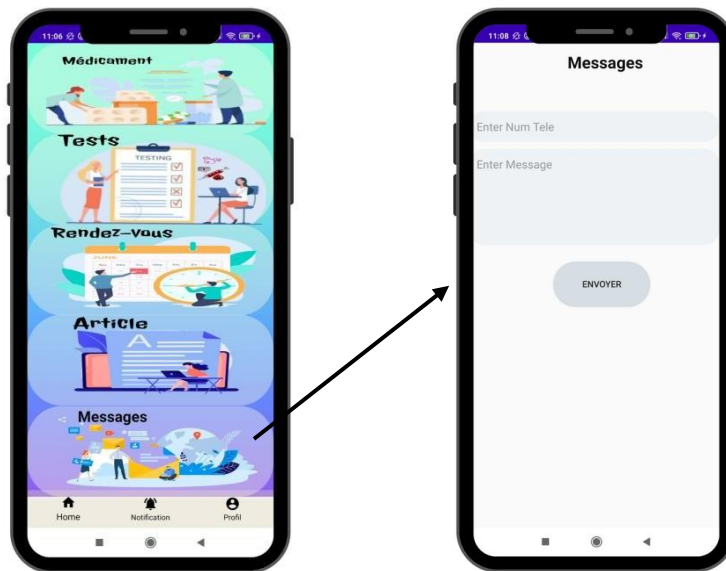 11:06
Médicament
Tests
TESTING
Rendez-vous
JUNE
Article
A
Messages
Home
Notification
Profil
11:08
Messages
Enter Num Tele
Enter Message
ENVOYER